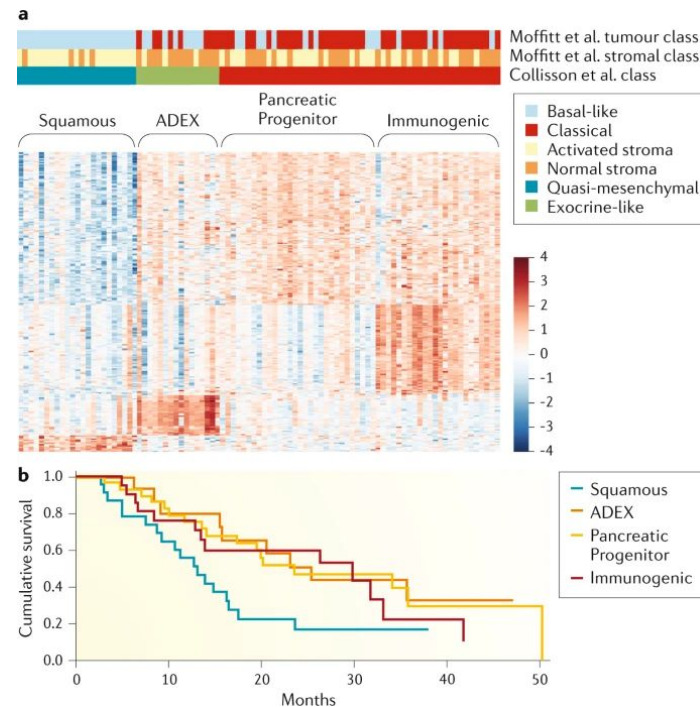 a
Moffitt et al. tumour class
Moffitt et al. stromal class
Collisson et al. class
Squamous
ADEX
Pancreatic
Progenitor
Immunogenic
Basal-like
Classical
Activated stroma
Normal stroma
Quasi-mesenchymal
Exocrine-like
4
3
2
1
0
-1
-2
-3
-4
b
Cumulative survival
1.0
0.8
0.6
0.4
0.2
0.0
0
10
20
30
40
50
Months
Squamous
ADEX
Pancreatic
Progenitor
Immunogenic